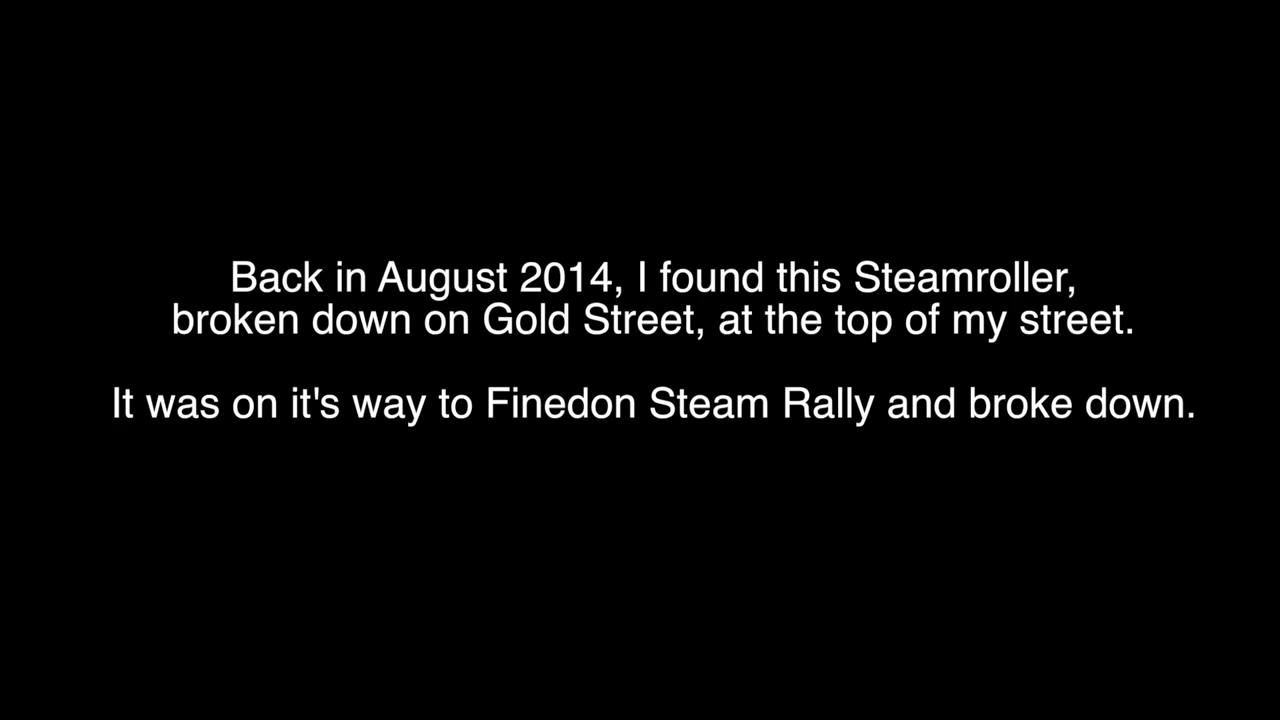 Back in August 2014, I found this Steamroller,
broken down on Gold Street, at the top of my street.
It was on it's way to Finedon Steam Rally and broke down.